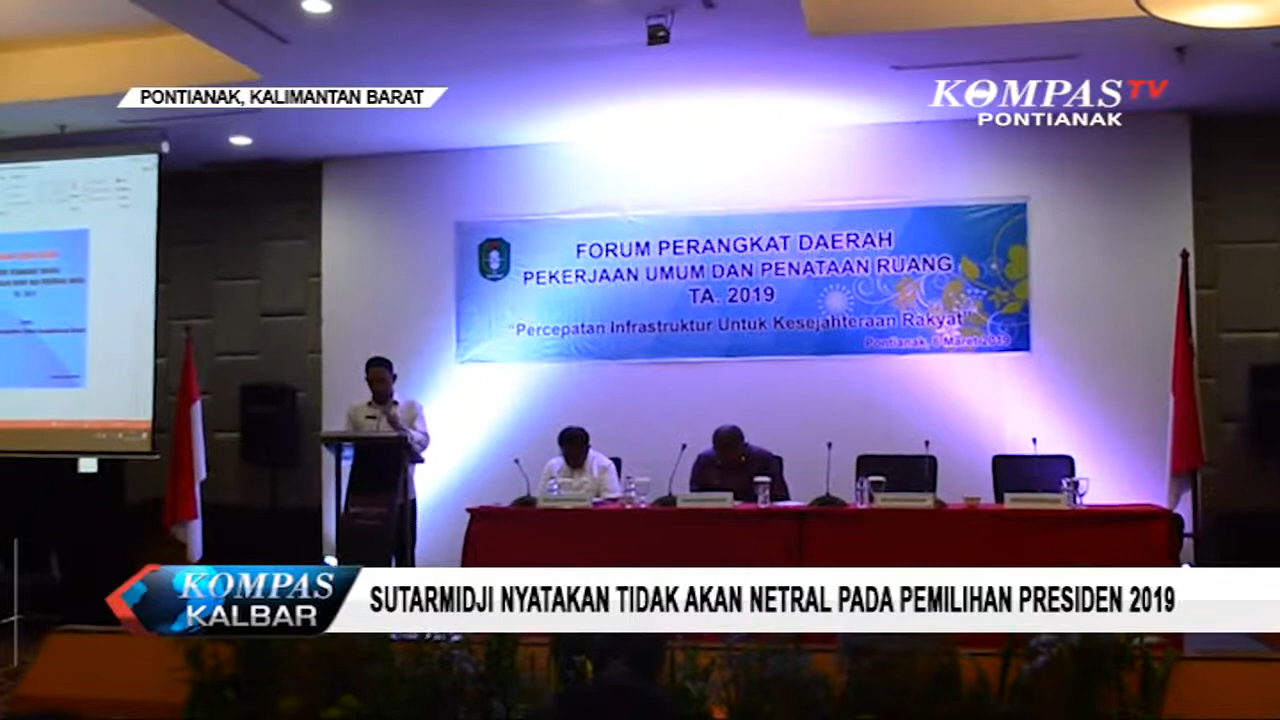 PONTIANAK, KALIMANTAN BARAT
KOMPAS TV
PONTIANAK
FORUM PERANGKAT DAERAH
PEKERJAAN UMUM DAN PENATAAN RUANG
TA. 2019
"Percepatan Infrastruktur Untuk Kesejahteraan Rakyat"
Pontianak, 6 Maret 2019
KOMPAS
KALBAR
SUTARMIDJI NYATAKAN TIDAK AKAN NETRAL PADA PEMILIHAN PRESIDEN 2019